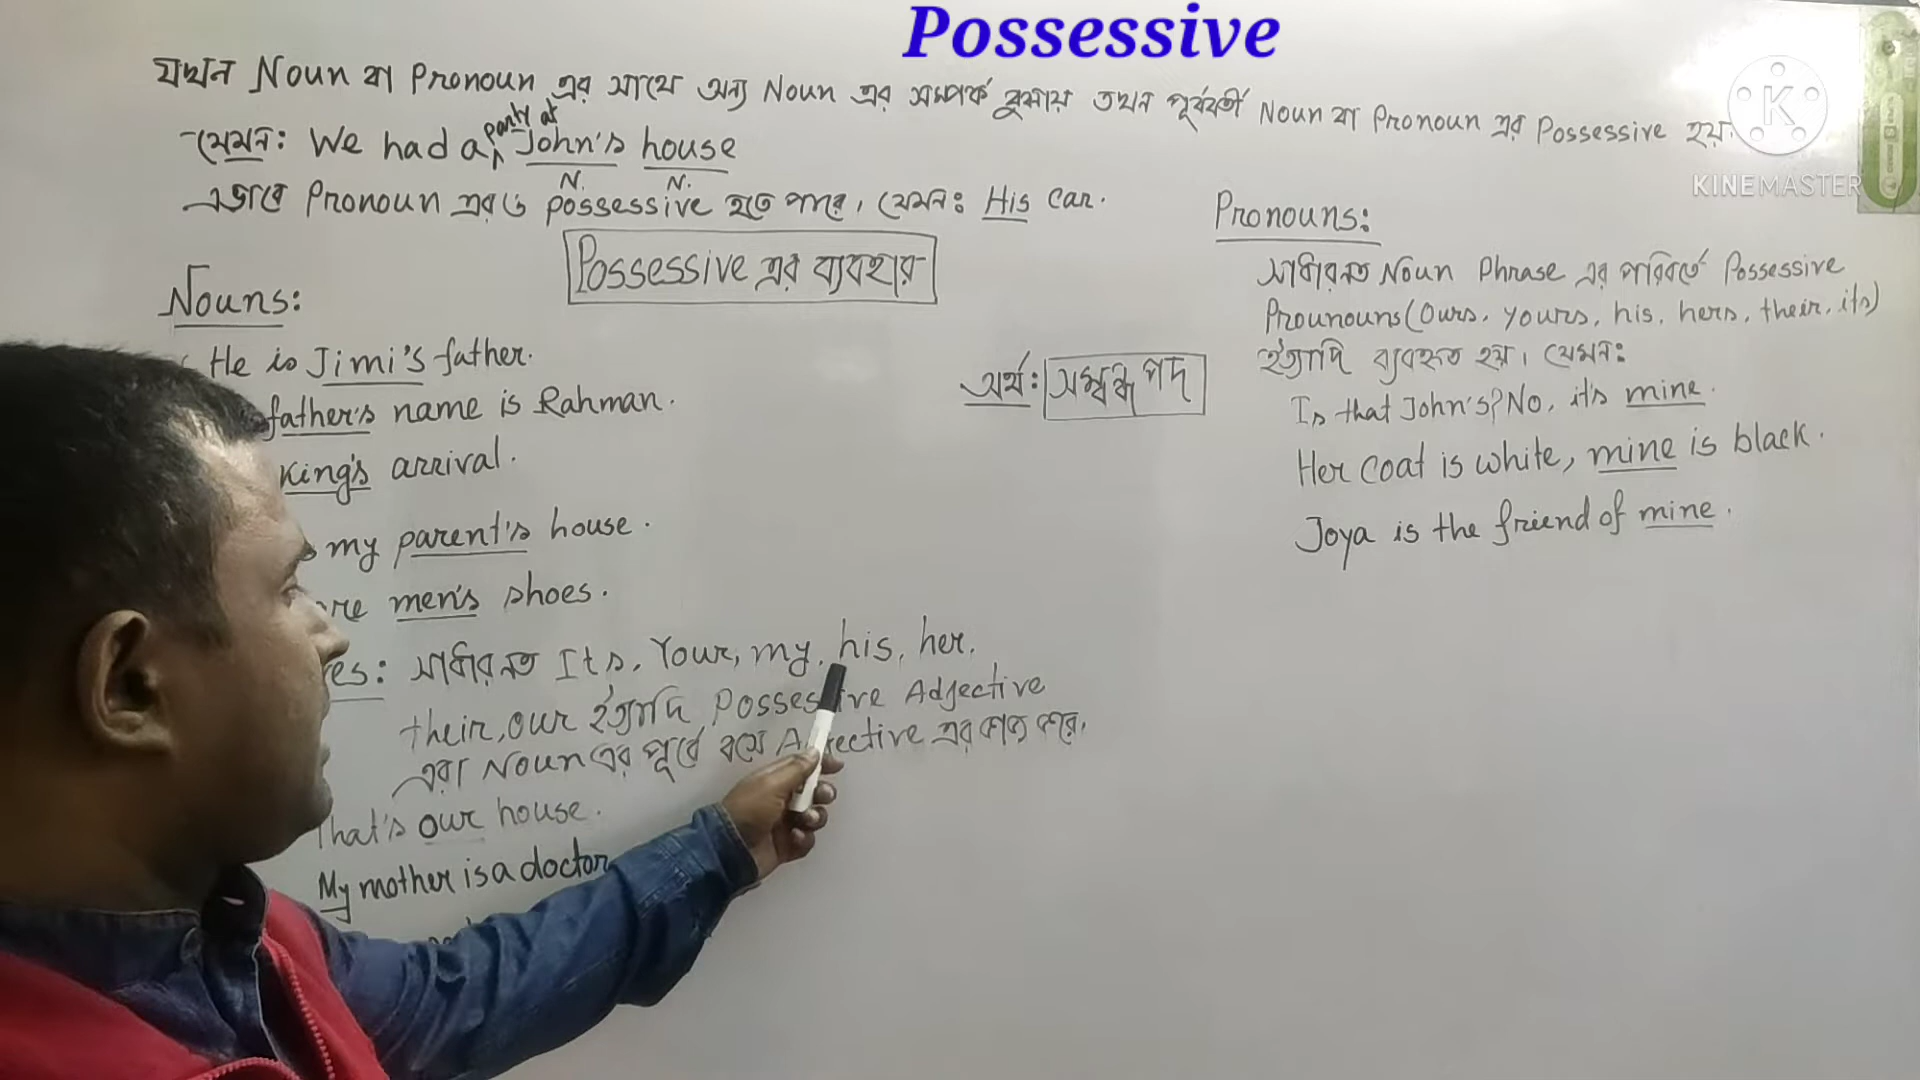 Possessive
যখন Noun বা Pronoun এর সাথে অন্য Noun এর সম্পর্ক বুঝায় তখন পূর্ববর্তী Noun বা Pronoun এর Possessive হয়।
যেমন: We had a party at John's house
N. N.
এভাবে Pronoun এরও possessive হতে পারে। যেমন: His car.
KINEMASTER
Possessive এর ব্যবহার
Nouns:
He is Jimi's father.
father's name is Rahman.
King's arrival.
my parent's house.
are men's shoes.
অর্থ: সম্বন্ধ পদ
es: সাধারনত Its, Your, my, his, her,
their, our ইত্যাদি Possessive Adjective
এরা Noun এর পূর্বে বসে Adjective এর কাজ করে।
That's our house.
My mother is a doctor
Pronouns:
সাধারনত Noun Phrase এর পরিবর্তে Possessive
Prounouns (Ours, yours, his, hers, their, its)
ইত্যাদি ব্যবহৃত হয়। যেমন:
Is that John's? No, it's mine.
Her coat is white, mine is black.
Joya is the friend of mine.